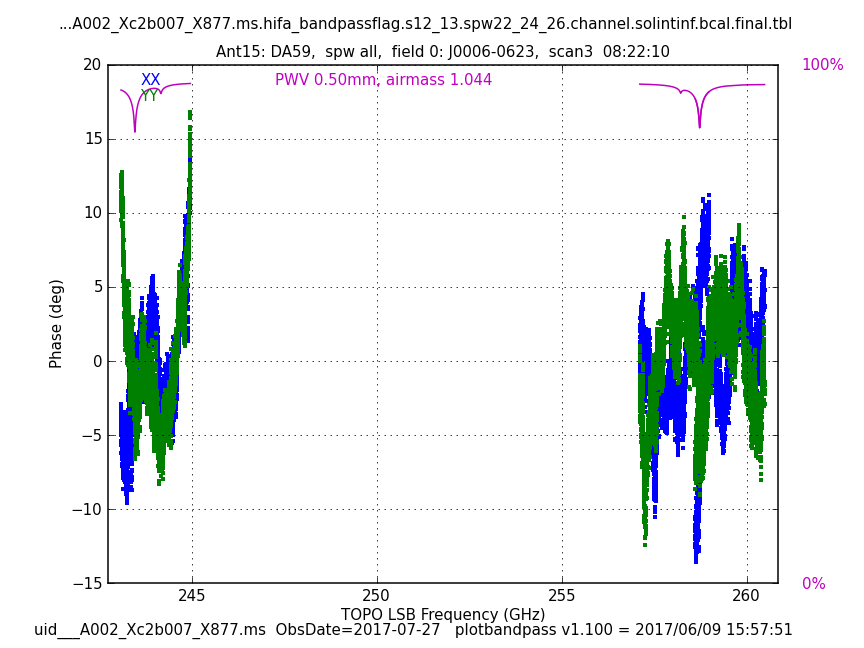 ...A002_Xc2b007_X877.ms.hifa_bandpassflag.s12_13.spw22_24_26.channel.solintinf.bcal.final.tbl
Ant15: DA59, spw all, field 0: J0006-0623, scan3 08:22:10
20
100%
XX
YY
PWV 0.50mm, airmass 1.044
15
10
5
0
−5
−10
−15
0%
Phase (deg)
245
250
255
260
TOPO LSB Frequency (GHz)
uid___A002_Xc2b007_X877.ms ObsDate=2017-07-27 plotbandpass v1.100 = 2017/06/09 15:57:51